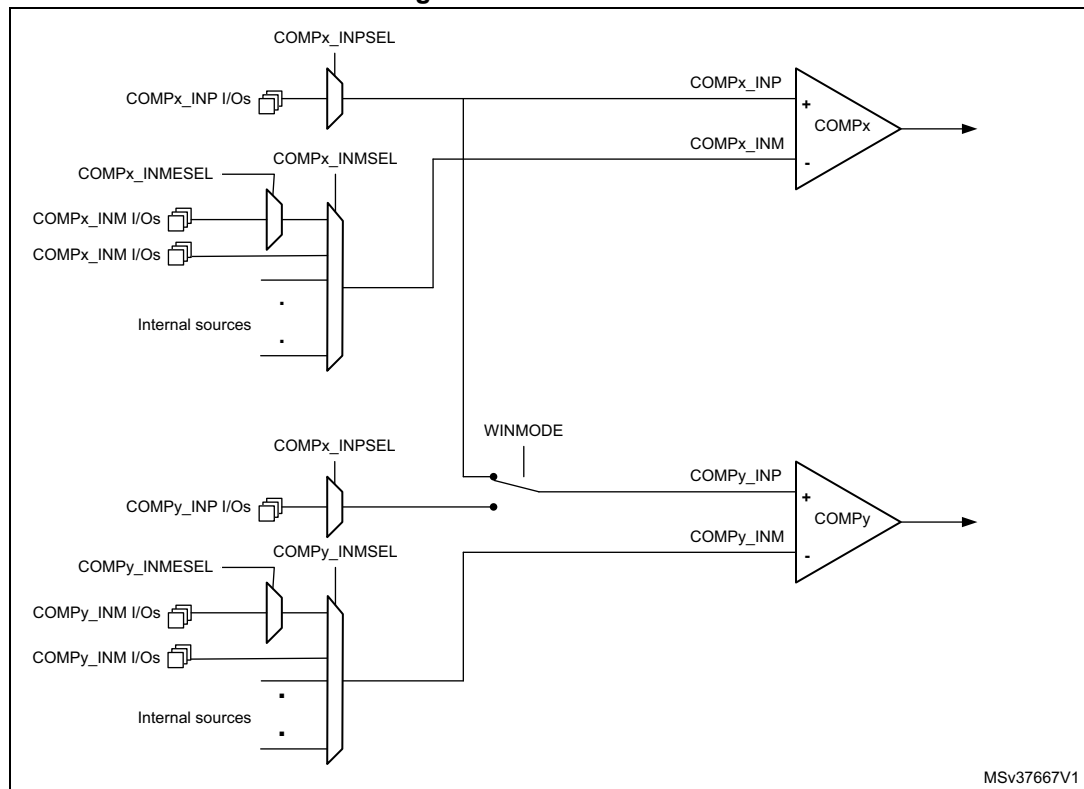 COMPx_INPSEL
COMPx_INP I/Os
COMPx_INP
+
COMPx
COMPx_INM
-
COMPx_INMSEL
COMPx_INMESEL
COMPx_INM I/Os
COMPx_INM I/Os
Internal sources
WINMODE
COMPx_INPSEL
COMPy_INP I/Os
COMPy_INP
+
COMPy
COMPy_INM
-
COMPy_INMSEL
COMPy_INMESEL
COMPy_INM I/Os
COMPy_INM I/Os
Internal sources
MSv37667V1